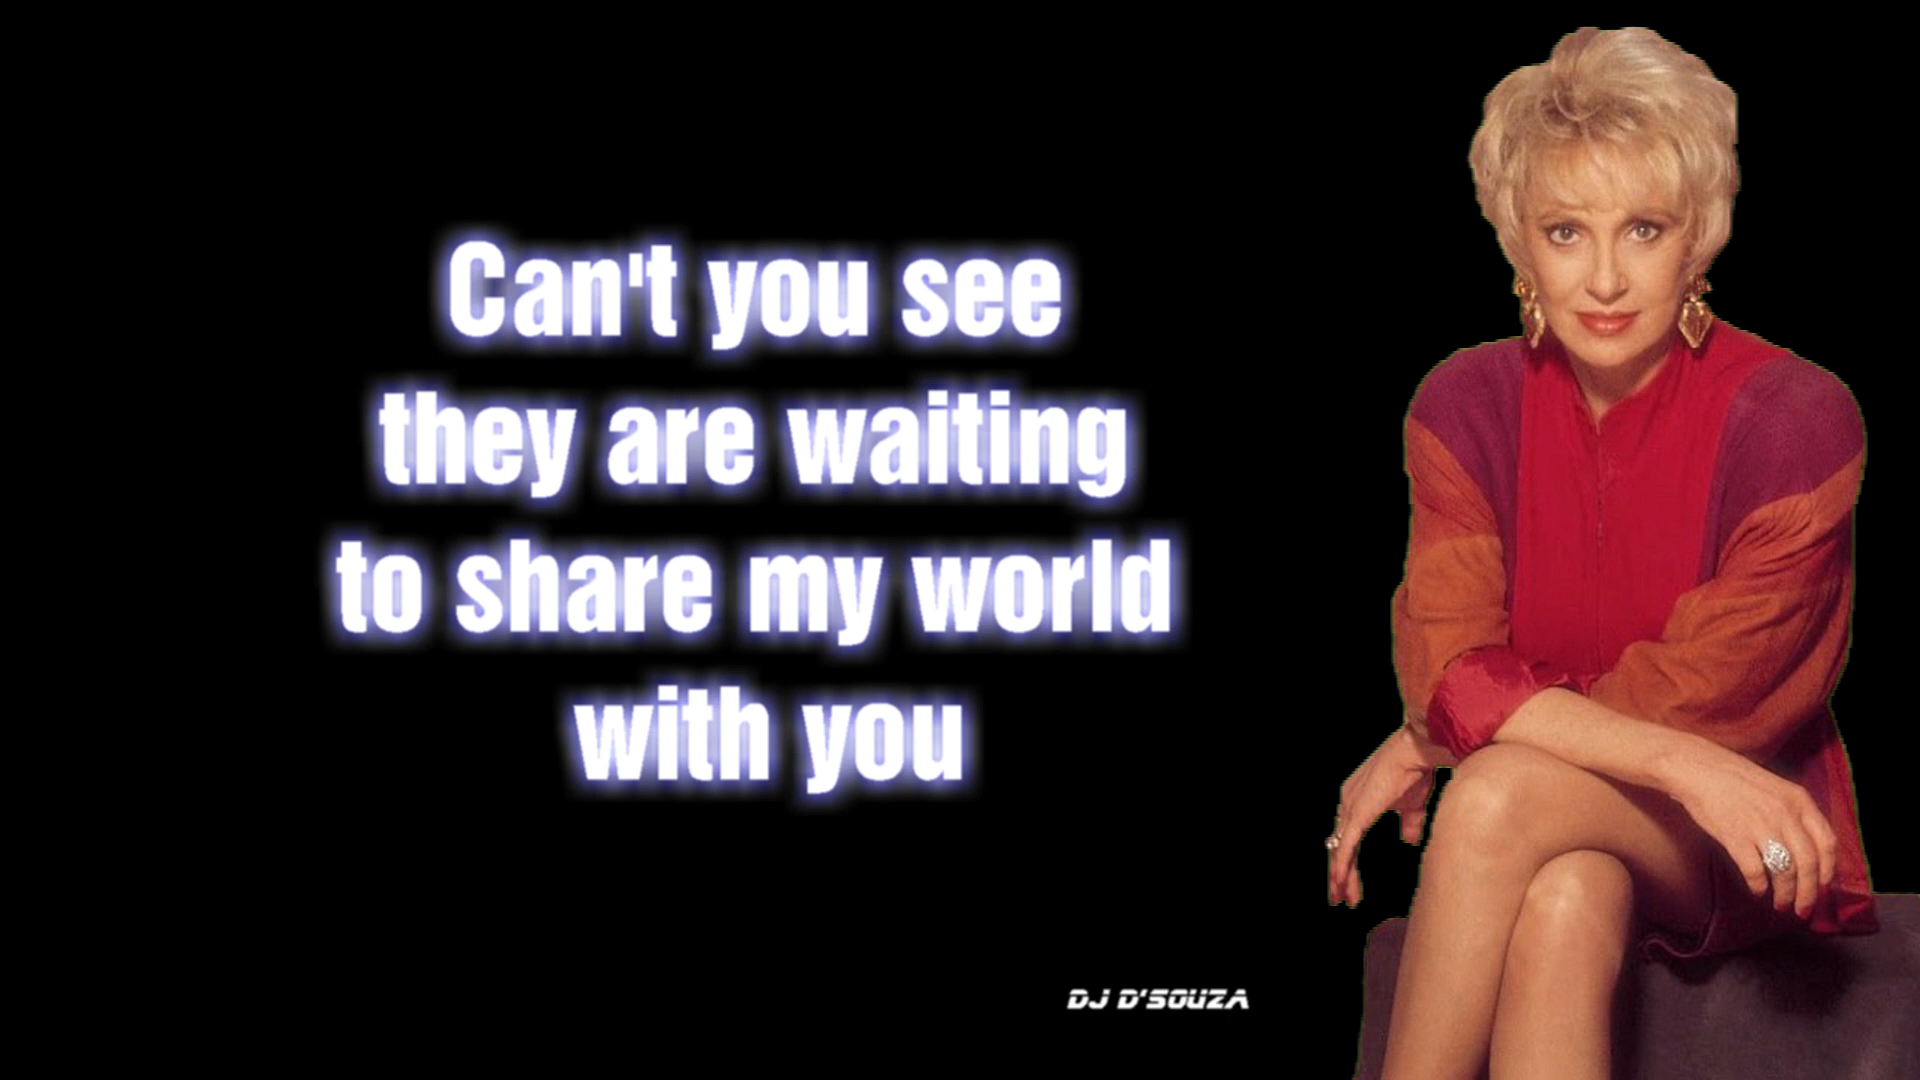 Can't you see
they are waiting
to share my world
with you
DJ D'SOUZA